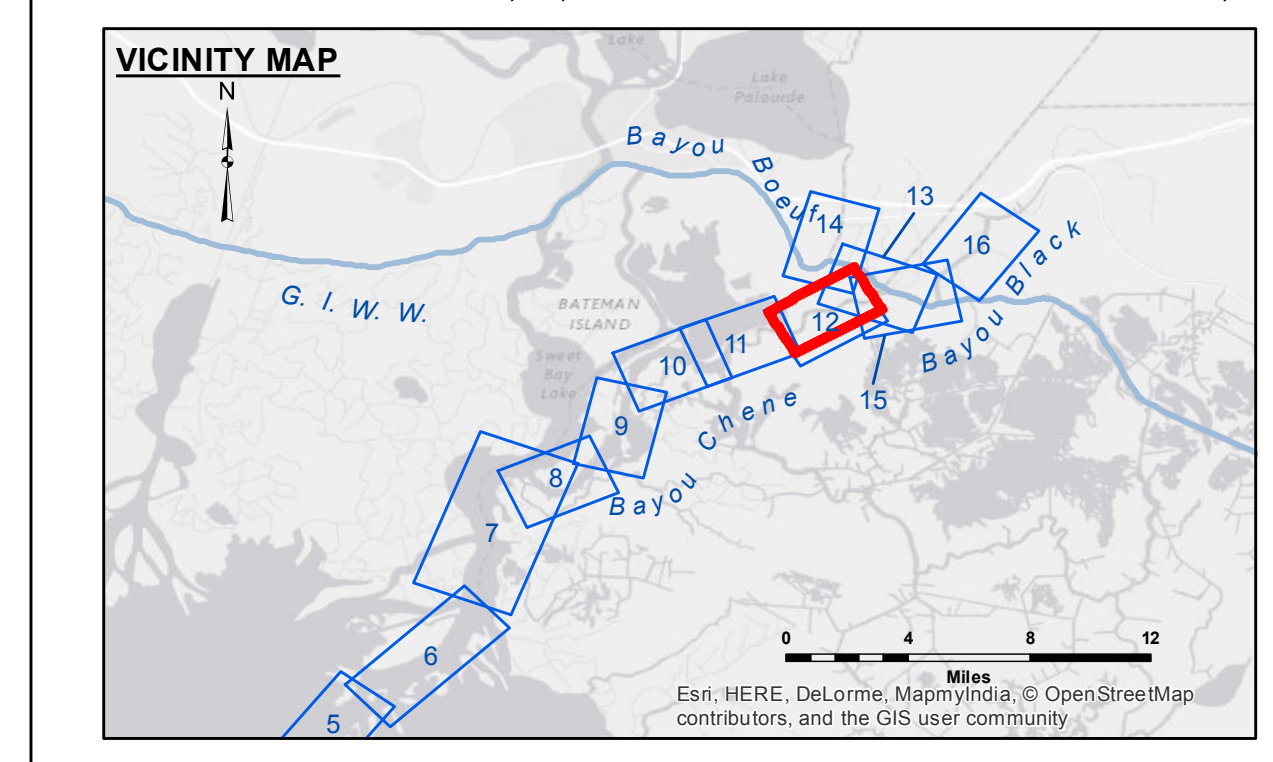 VICINITY MAP
N
Lake
Lake
Palourde
Bayou
Boeuf
13
14
16
G. I. W. W.
BATEMAN
ISLAND
Bayou Black
12
11
10
Sweet
Bay
Lake
15
9
Bayou Chene
8
7
6
5
0 4 8 12
Miles
Esri, HERE, DeLorme, MapmyIndia, © OpenStreetMap
contributors, and the GIS user community